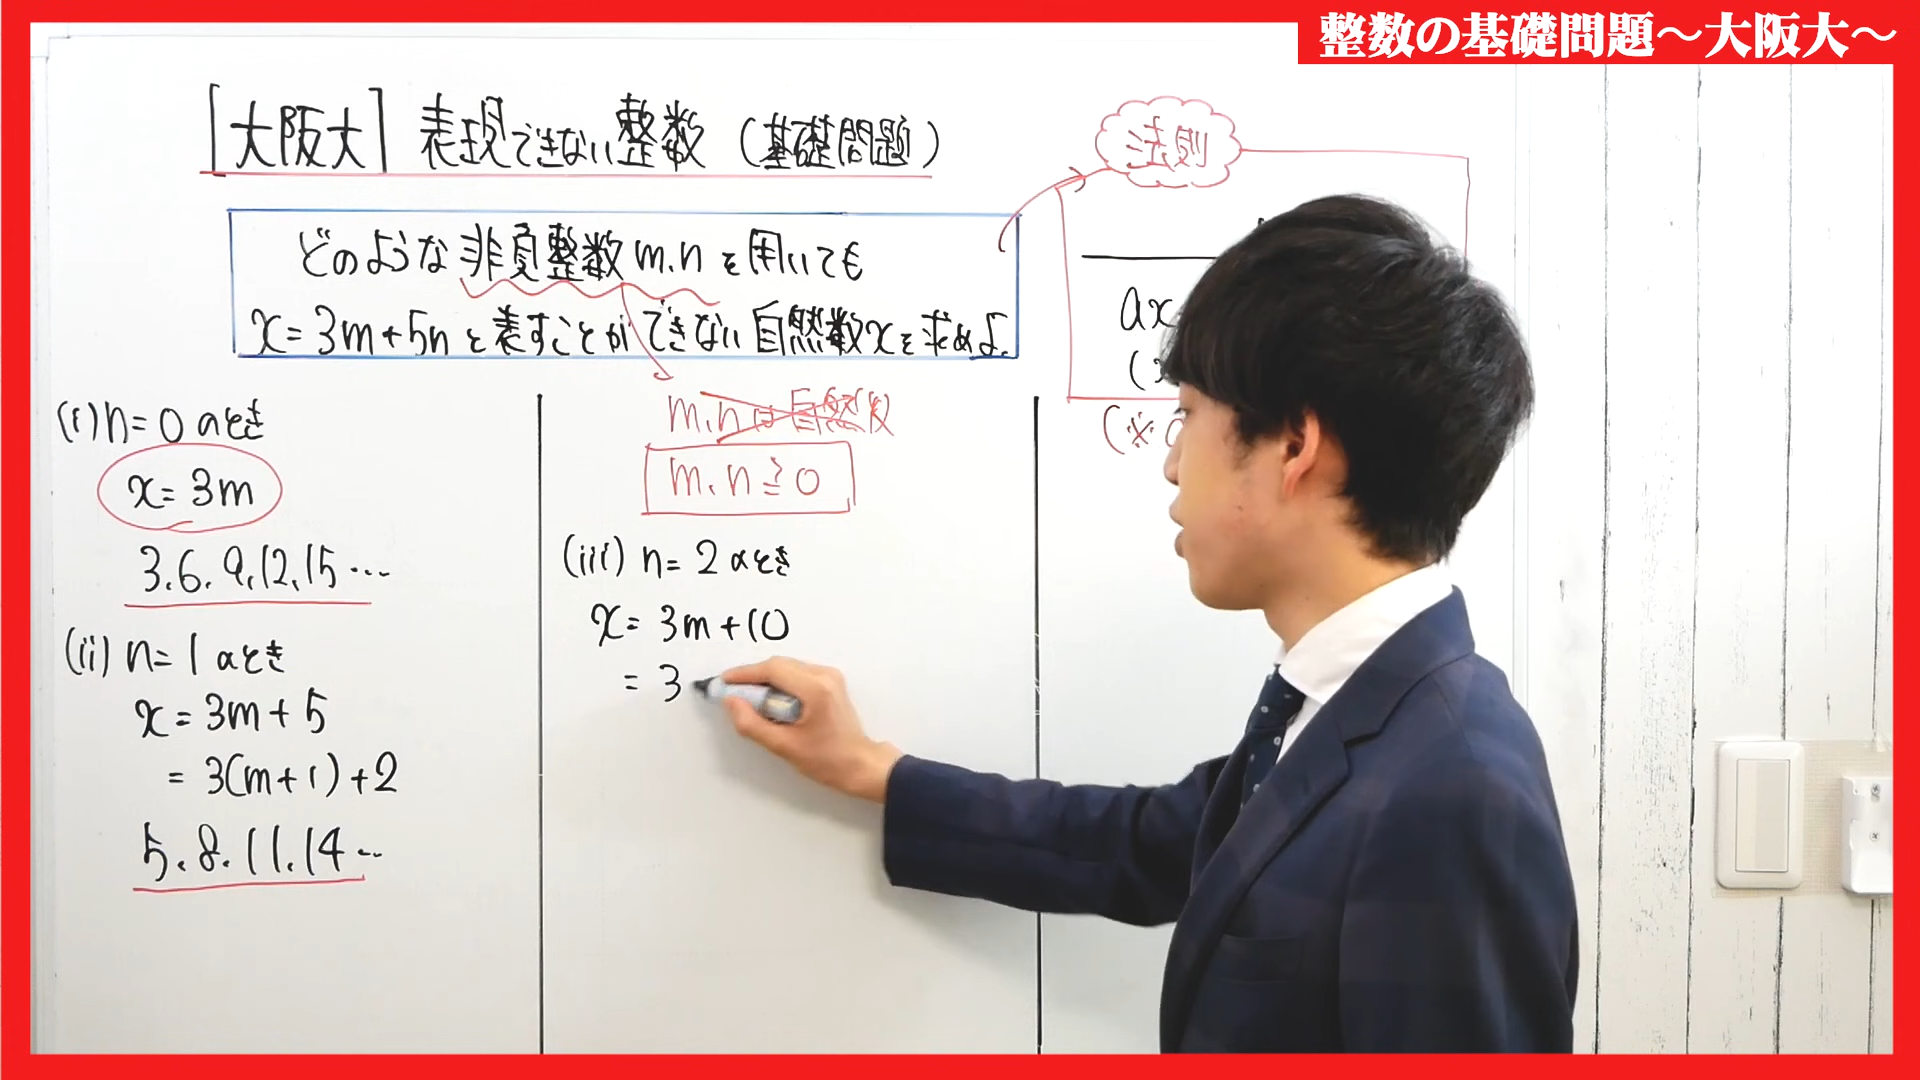 整数の基礎問題～大阪大～
[大阪大] 表現できない整数 (基礎問題)
法則
どのような非負整数 m,n を用いても
x=3m+5nと表すことができない自然数xを求めよ。
ax
(※
(i) n=0のとき
x=3m
3.6.9.12.15…
(ii) n=1のとき
x=3m+5
=3(m+1)+2
5.8.11.14…
m,nは自然数
m,n≧0
(iii) n=2のとき
x=3m+10
=3